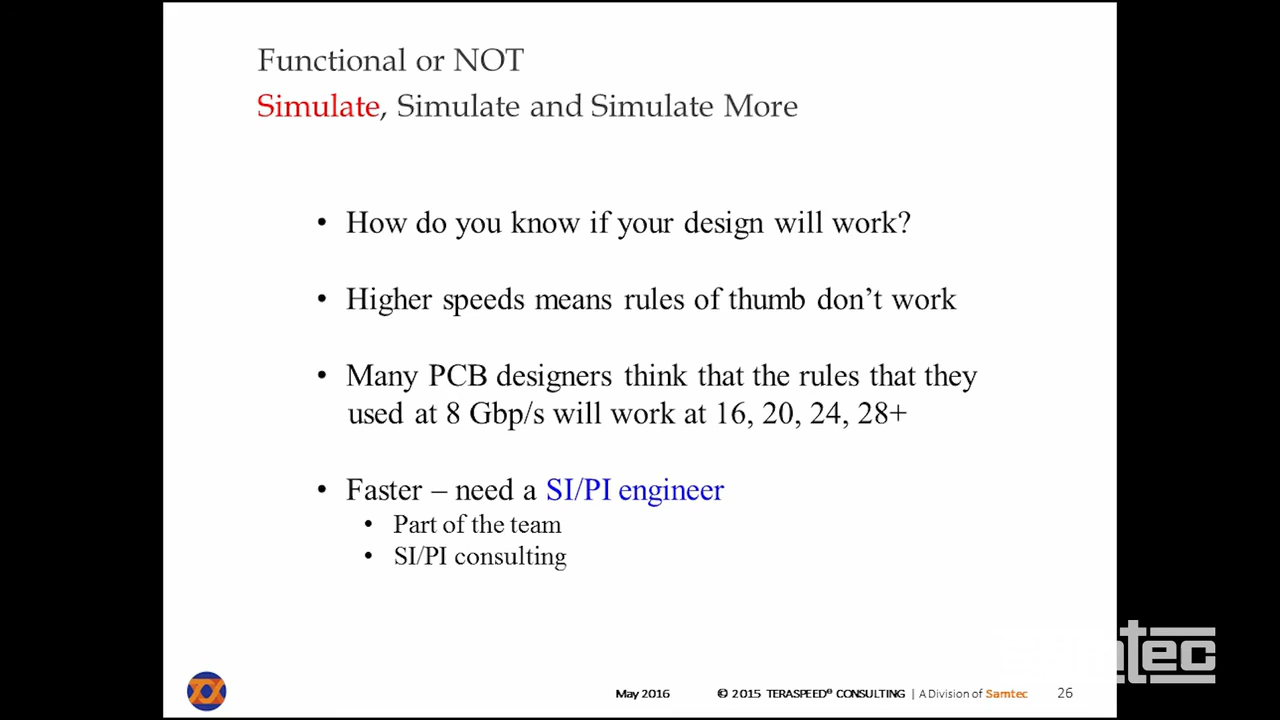 Functional or NOT
Simulate, Simulate and Simulate More
• How do you know if your design will work?
• Higher speeds means rules of thumb don’t work
• Many PCB designers think that the rules that they
used at 8 Gbp/s will work at 16, 20, 24, 28+
• Faster – need a SI/PI engineer
• Part of the team
• SI/PI consulting
samtec
May 2016 © 2015 TERASPEED® CONSULTING | A Division of Samtec 26